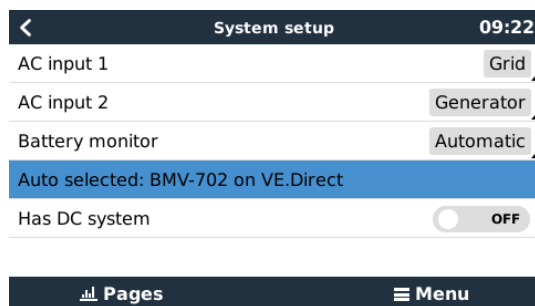 System setup 09:22
AC input 1 Grid
AC input 2 Generator
Battery monitor Automatic
Auto selected: BMV-702 on VE.Direct
Has DC system OFF
Pages Menu